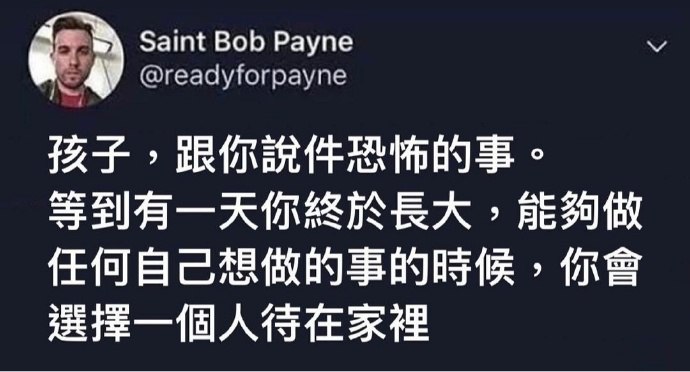 Saint Bob Payne
@readyforpayne
孩子，跟你說件恐怖的事。
等到有一天你終於長大，能夠做
任何自己想做的事的時候，你會
選擇一個人待在家裡